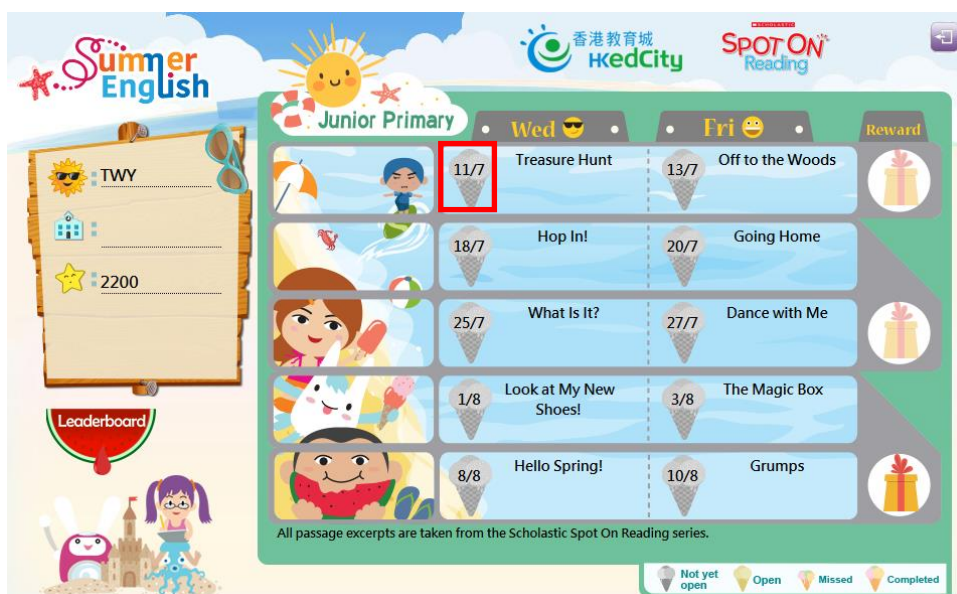 Summer
English
香港教育城
HKedCity
SCHOLASTIC
SPOT ON
Reading
Junior Primary
Wed
Fri
Reward
: TWY
:
: 2200
Leaderboard
11/7
Treasure Hunt
13/7
Off to the Woods
18/7
Hop In!
20/7
Going Home
25/7
What Is It?
27/7
Dance with Me
1/8
Look at My New
Shoes!
3/8
The Magic Box
8/8
Hello Spring!
10/8
Grumps
All passage excerpts are taken from the Scholastic Spot On Reading series.
Not yet
open
Open
Missed
Completed